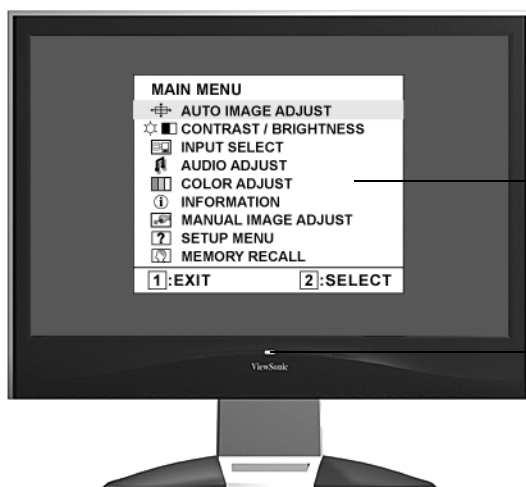 MAIN MENU
AUTO IMAGE ADJUST
CONTRAST / BRIGHTNESS
INPUT SELECT
AUDIO ADJUST
COLOR ADJUST
INFORMATION
MANUAL IMAGE ADJUST
? SETUP MENU
MEMORY RECALL
1 :EXIT 2 :SELECT
ViewSonic